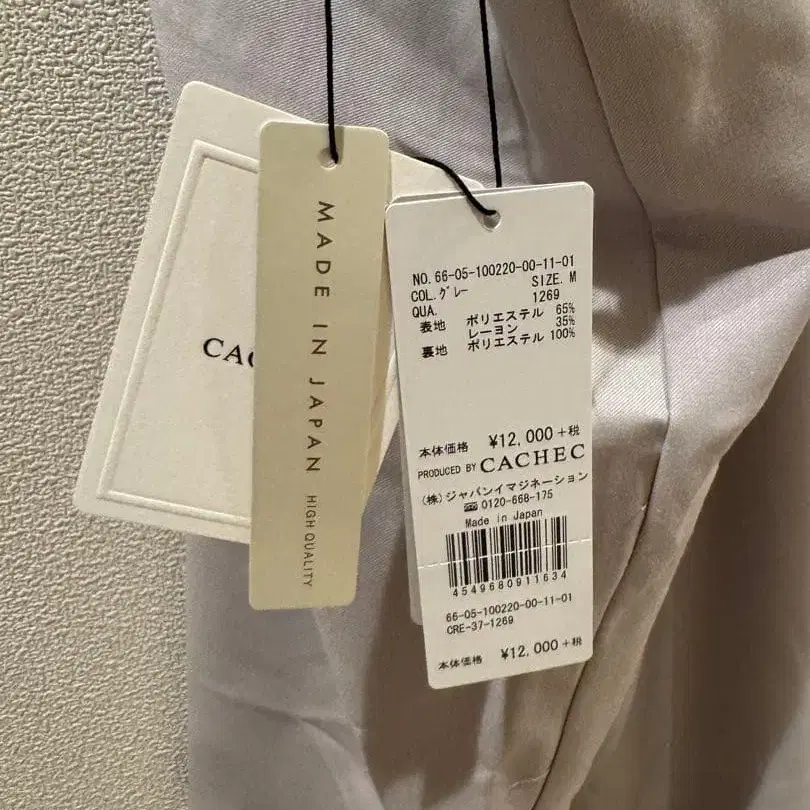 CA
MADE IN JAPAN HIGH QUALITY
NO. 66-05-100220-00-11-01
COL.グレー SIZE. M
QUA. 1269
表地 ポリエステル 65%
レーヨン 35%
裏地 ポリエステル 100%
本体価格 ¥12,000 +税
PRODUCED BY CACHEC
(株)ジャパンイマジネーション
0120-668-175
Made in Japan
4549680911634
66-05-100220-00-11-01
CRE-37-1269
本体価格 ¥12,000 +税